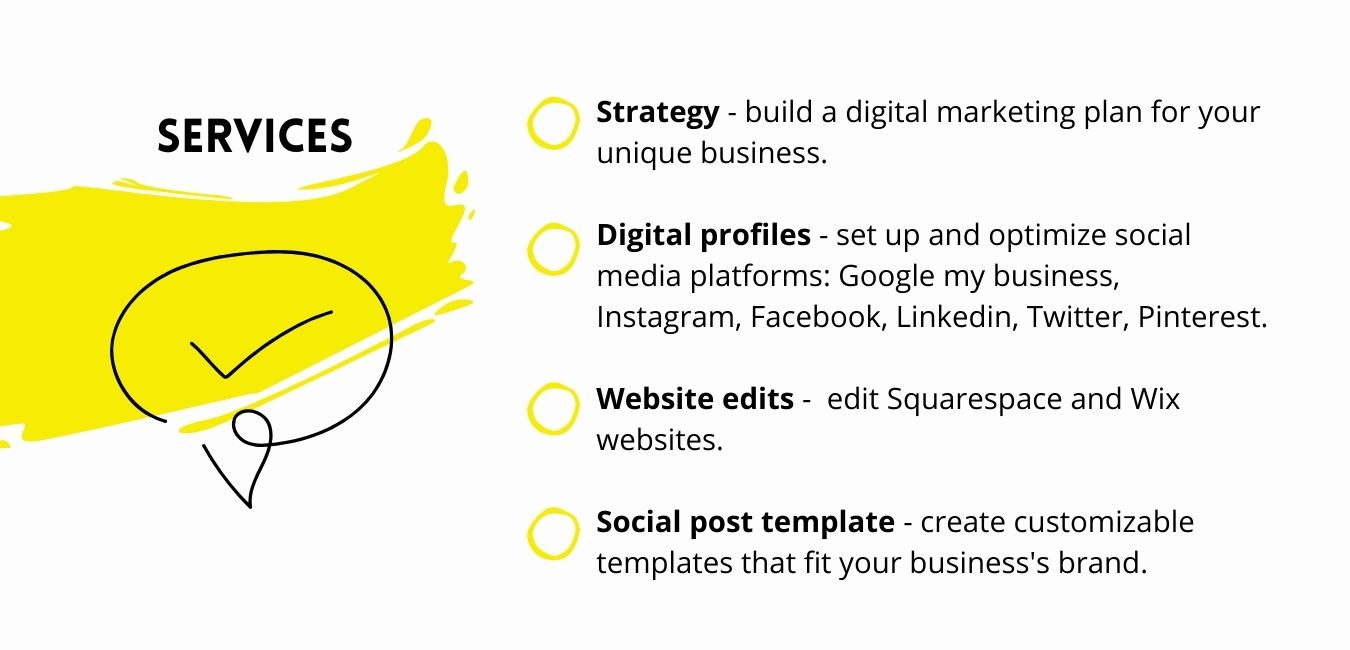 SERVICES
Strategy - build a digital marketing plan for your
unique business.
Digital profiles - set up and optimize social
media platforms: Google my business,
Instagram, Facebook, Linkedin, Twitter, Pinterest.
Website edits -  edit Squarespace and Wix
websites.
Social post template - create customizable
templates that fit your business's brand.